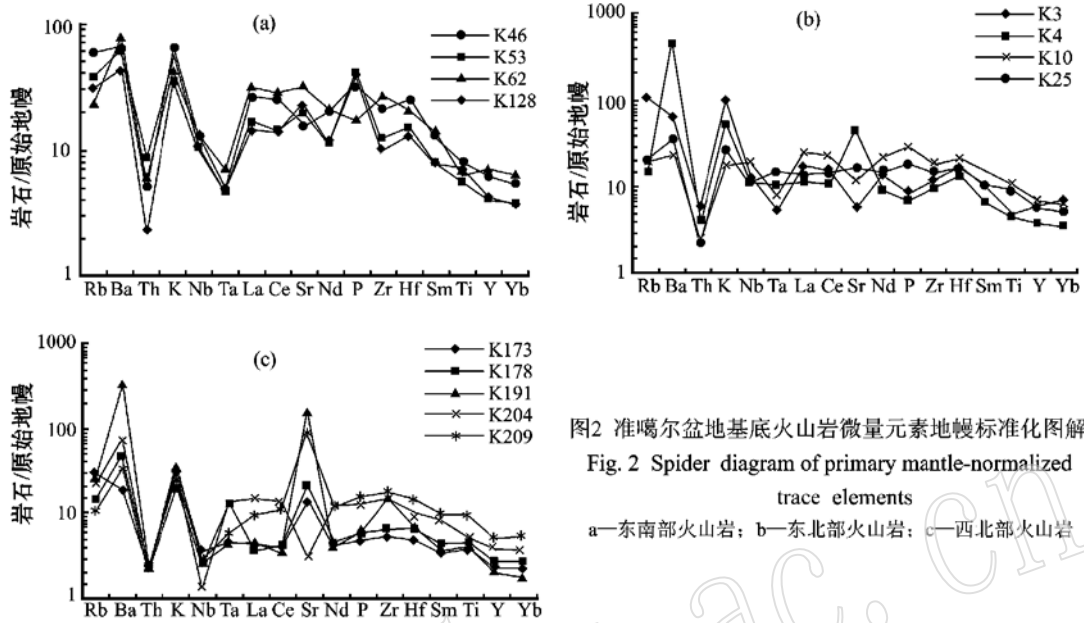 (a)
岩石/原始地幔
100
10
1
K46
K53
K62
K128
Rb Ba Th K Nb Ta La Ce Sr Nd P Zr Hf Sm Ti Y Yb
(b)
岩石/原始地幔
1000
100
10
1
K3
K4
K10
K25
Rb Ba Th K Nb Ta La Ce Sr Nd P Zr Hf Sm Ti Y Yb
(c)
岩石/原始地幔
1000
100
10
1
K173
K178
K191
K204
K209
Rb Ba Th K Nb Ta La Ce Sr Nd P Zr Hf Sm Ti Y Yb
图2 准噶尔盆地基底火山岩微量元素地幔标准化图解
Fig. 2 Spider diagram of primary mantle-normalized
trace elements
a—东南部火山岩；b—东北部火山岩；c—西北部火山岩
ac. cn